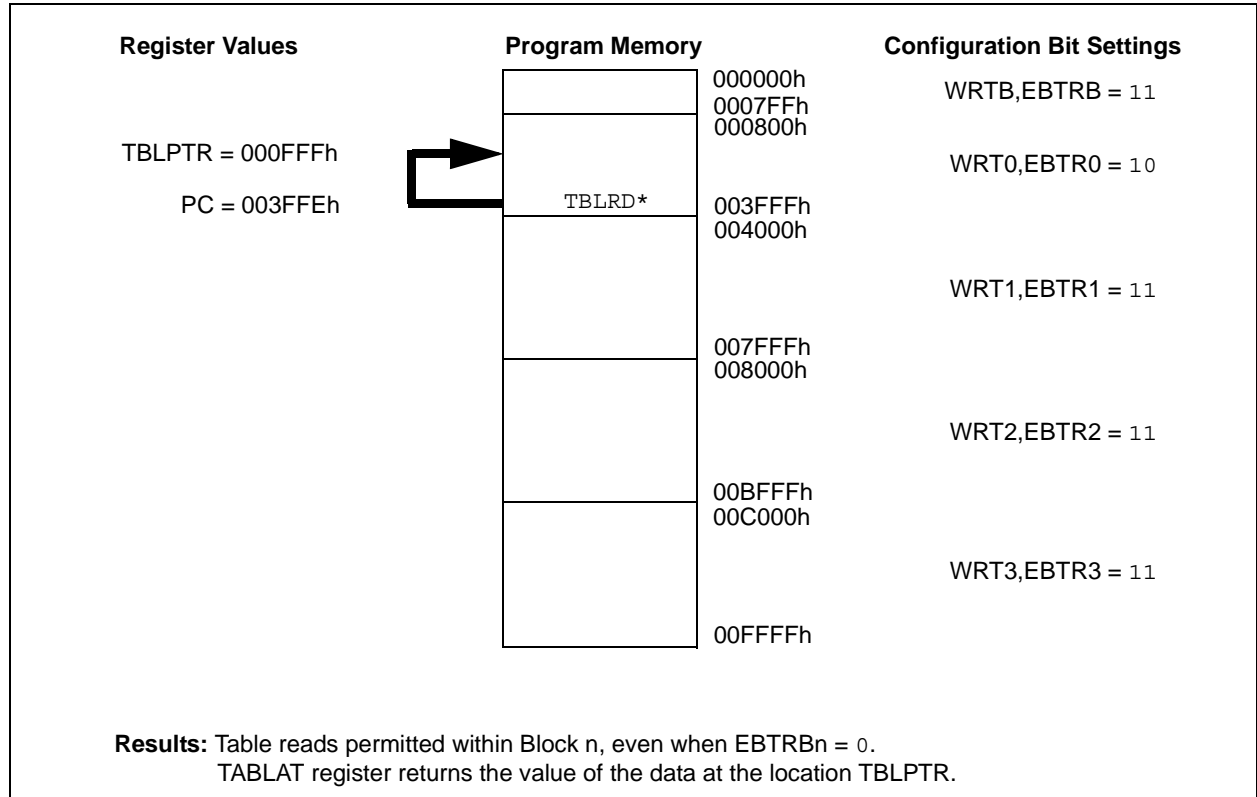 Register Values Program Memory Configuration Bit Settings
000000h
WRTB,EBTRB = 11
0007FFh
000800h
TBLPTR = 000FFFh
WRT0,EBTR0 = 10
PC = 003FFEh TBLRD* 003FFFh
004000h
WRT1,EBTR1 = 11
007FFFh
008000h
WRT2,EBTR2 = 11
00BFFFh
00C000h
WRT3,EBTR3 = 11
00FFFFh
Results: Table reads permitted within Block n, even when EBTRBn = 0.
TABLAT register returns the value of the data at the location TBLPTR.